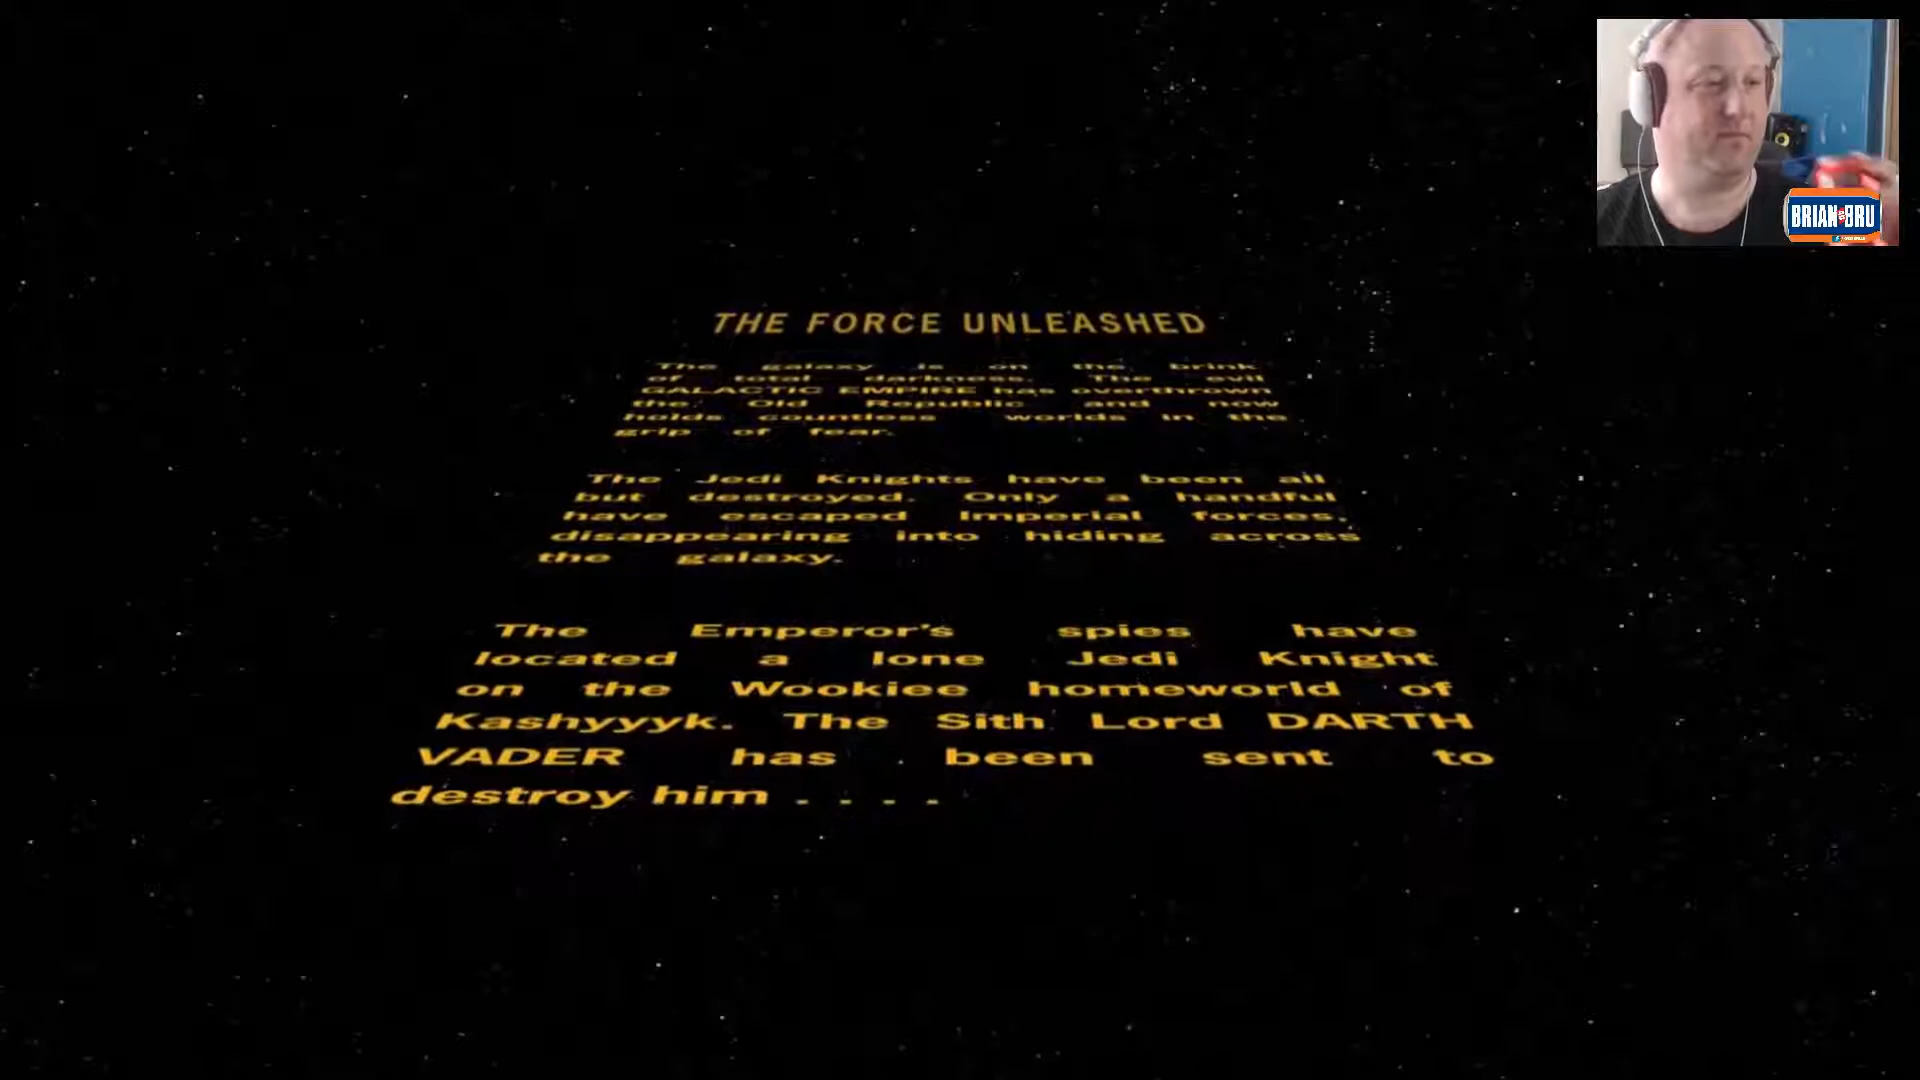 THE FORCE UNLEASHED
The galaxy is on the brink
of total darkness. The evil
GALACTIC EMPIRE has overthrown
the Old Republic and now
holds countless worlds in the
grip of fear.
The Jedi Knights have been all
but destroyed. Only a handful
have escaped Imperial forces,
disappearing into hiding across
the galaxy.
The Emperor's spies have
located a lone Jedi Knight
on the Wookiee homeworld of
Kashyyyk. The Sith Lord DARTH
VADER has been sent to
destroy him . . . .
BRIAN BRU